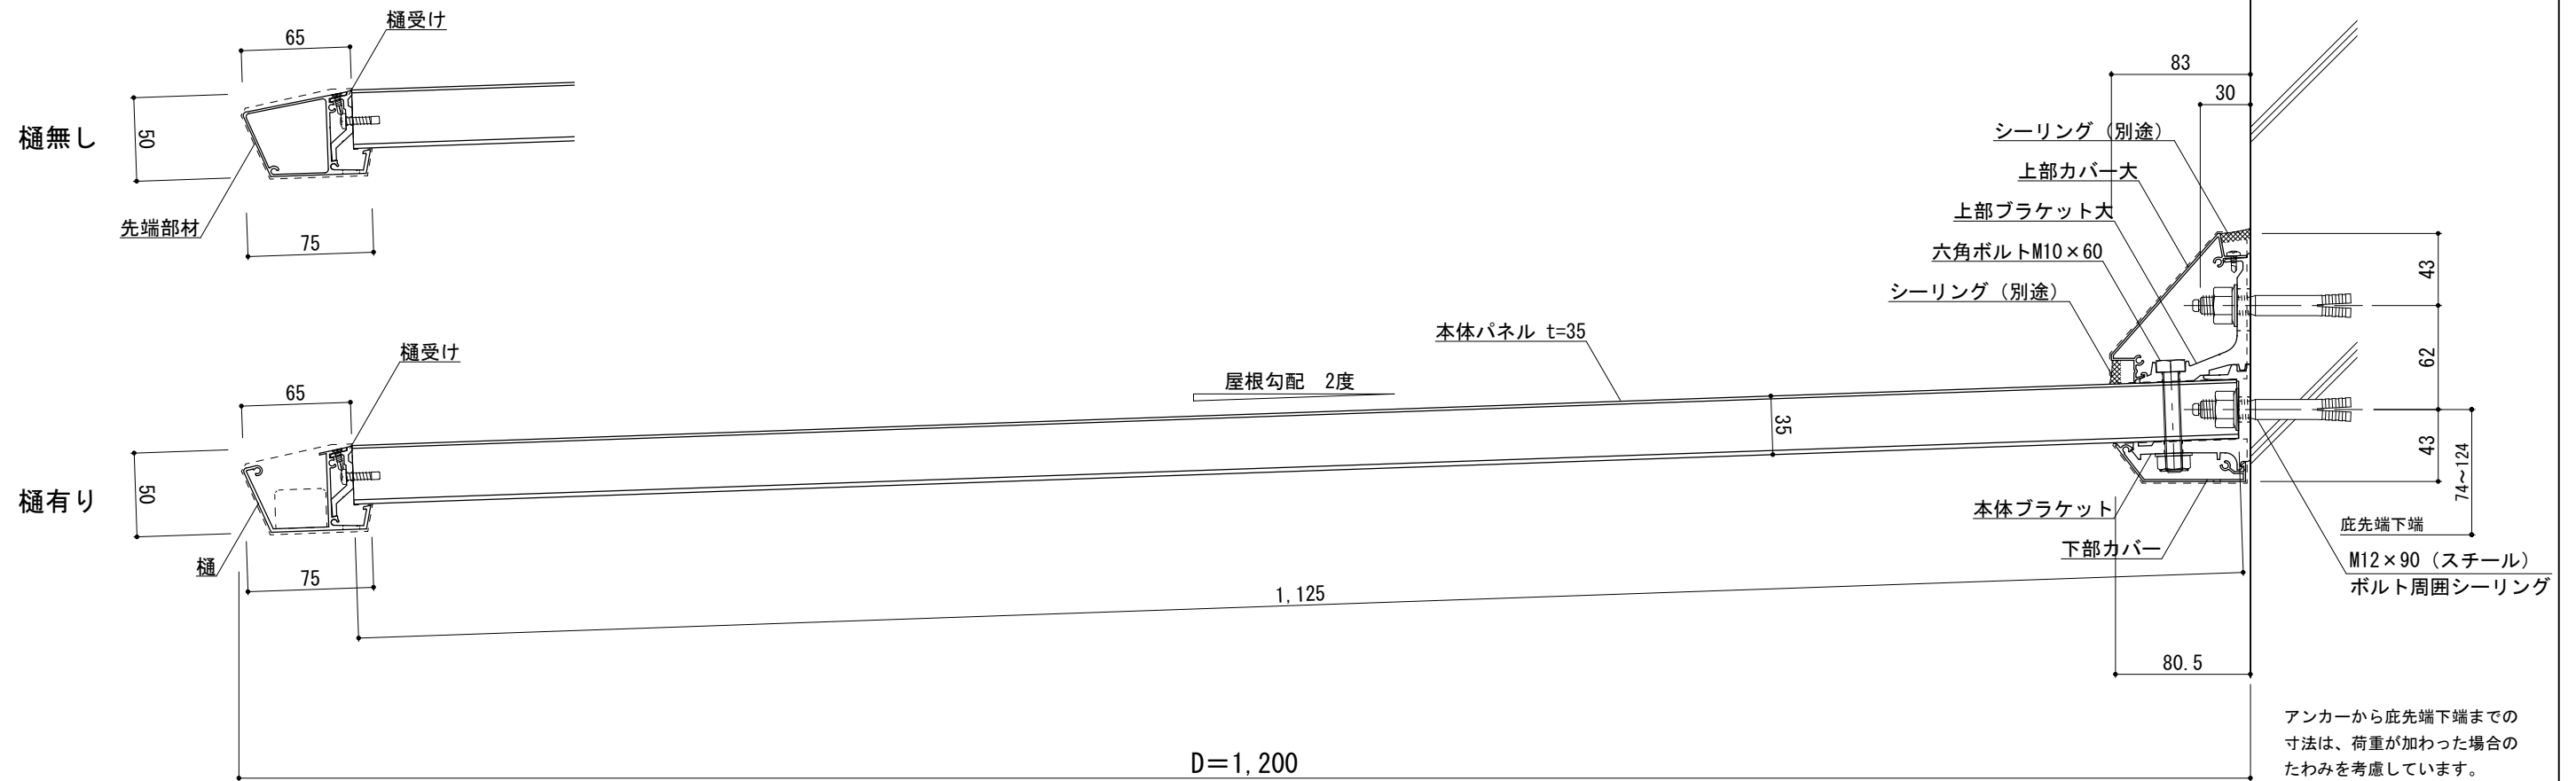 樋受け
65
50
樋無し
先端部材
75
83
30
シーリング（別途）
上部カバー大
上部ブラケット大
六角ボルトM10×60
シーリング（別途）
43
62
43
74~124
本体パネル t=35
屋根勾配　2度
35
樋受け
65
50
樋有り
樋
75
1,125
本体ブラケット
下部カバー
庇先端下端
M12×90（スチール）
ボルト周囲シーリング
80.5
D＝1,200
アンカーから庇先端下端までの
寸法は、荷重が加わった場合の
たわみを考慮しています。